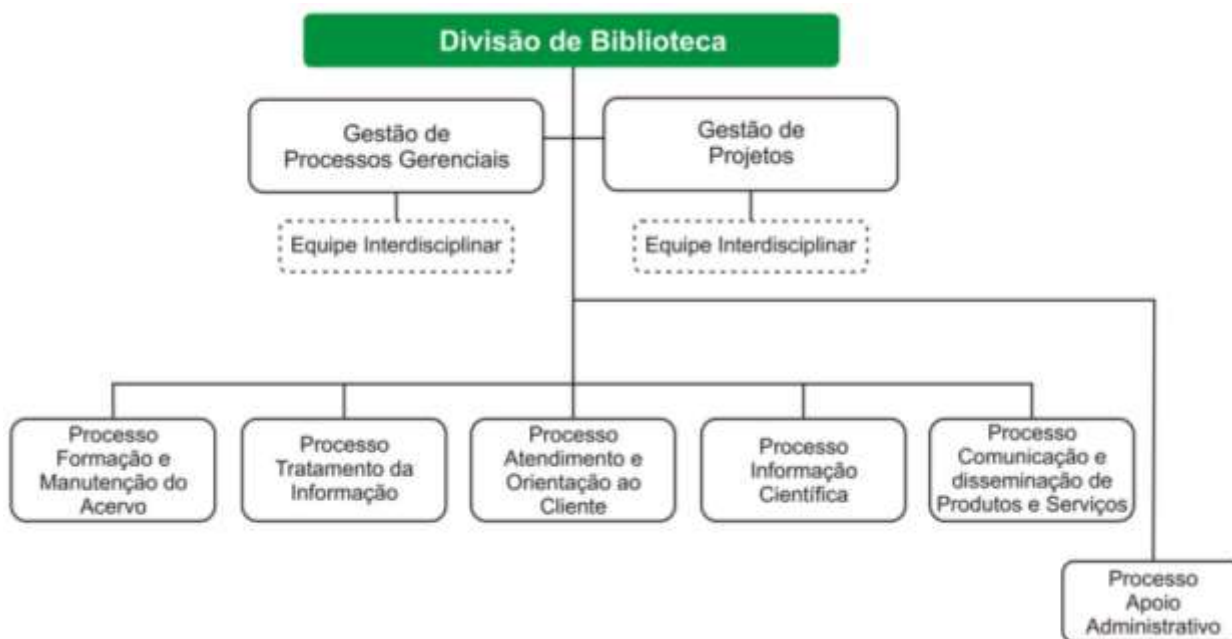 Divisão de Biblioteca
Gestão de
Processos Gerenciais
Gestão de
Projetos
Equipe Interdisciplinar
Equipe Interdisciplinar
Processo
Formação e
Manutenção do
Acervo
Processo
Tratamento da
Informação
Processo
Atendimento e
Orientação ao
Cliente
Processo
Informação
Científica
Processo
Comunicação e
disseminação de
Produtos e Serviços
Processo
Apoio
Administrativo